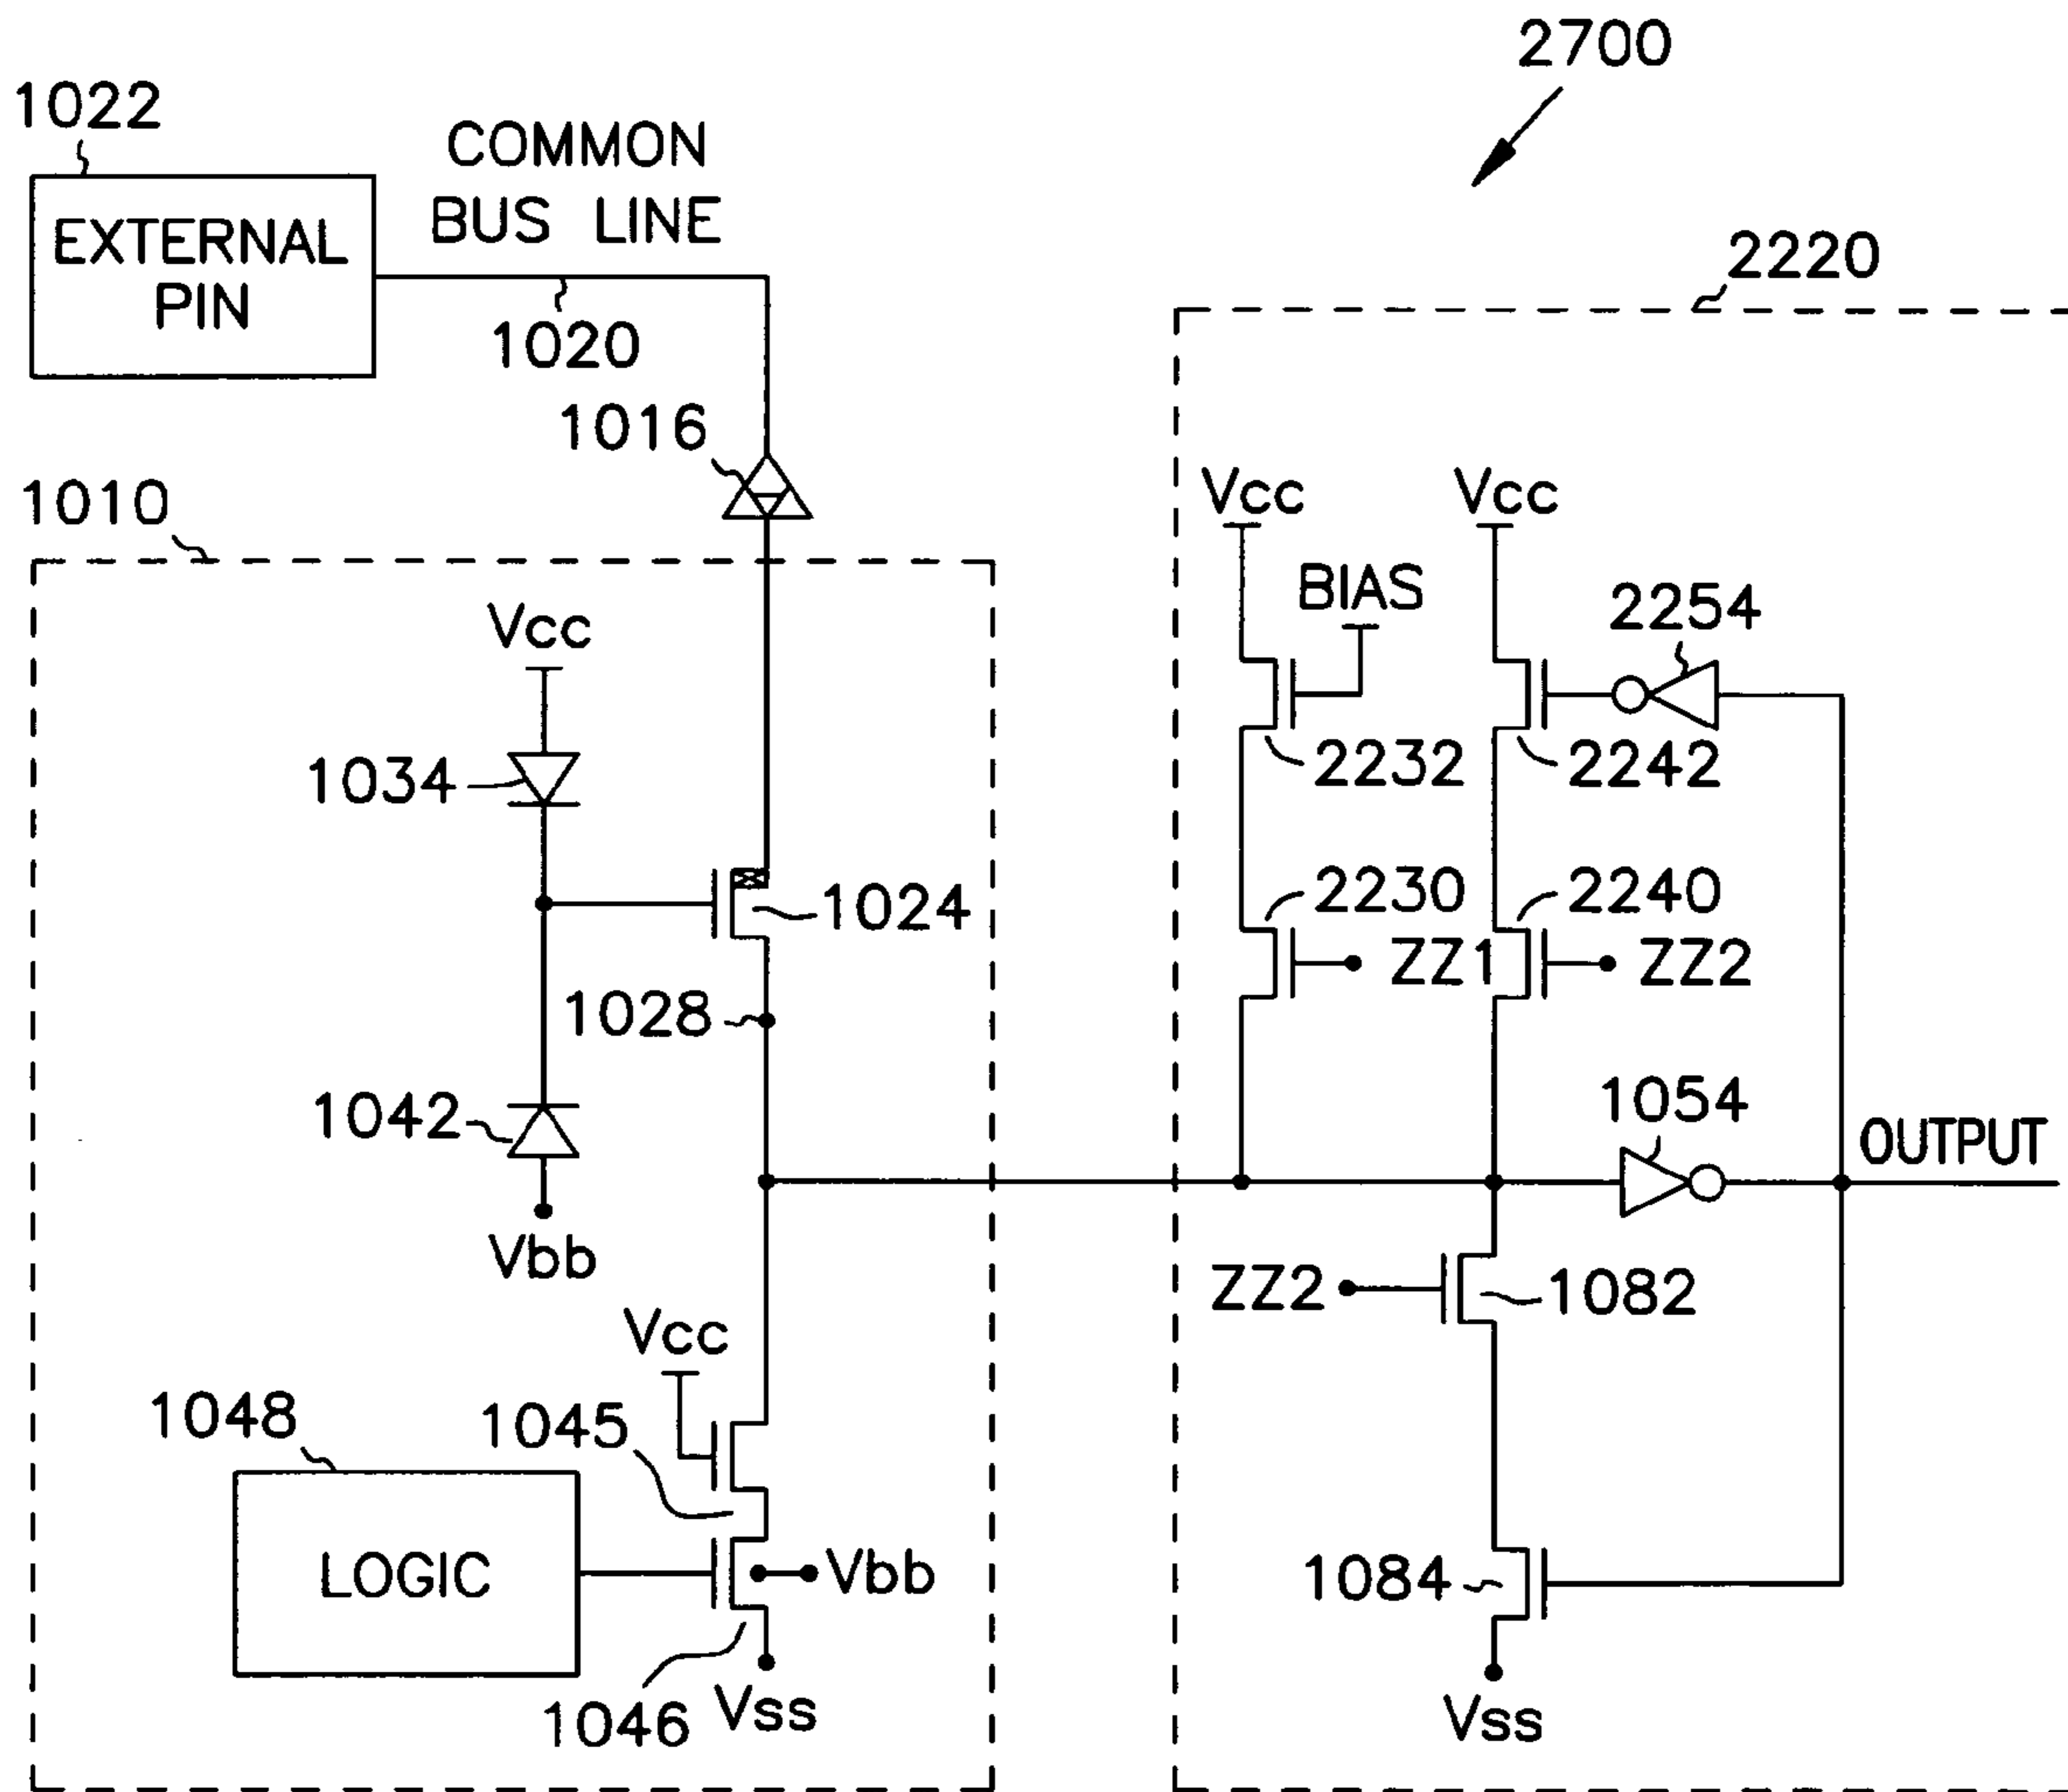 2700
1022
COMMON
BUS LINE
EXTERNAL
PIN
1020
2220
1016
1010
Vcc
Vcc
BIAS
2254
Vcc
1034
2232
2242
1024
2230
2240
ZZ1
ZZ2
1028
1042
1054
OUTPUT
Vbb
ZZ2
1082
Vcc
1048
1045
LOGIC
Vbb
1084
1046
Vss
Vss